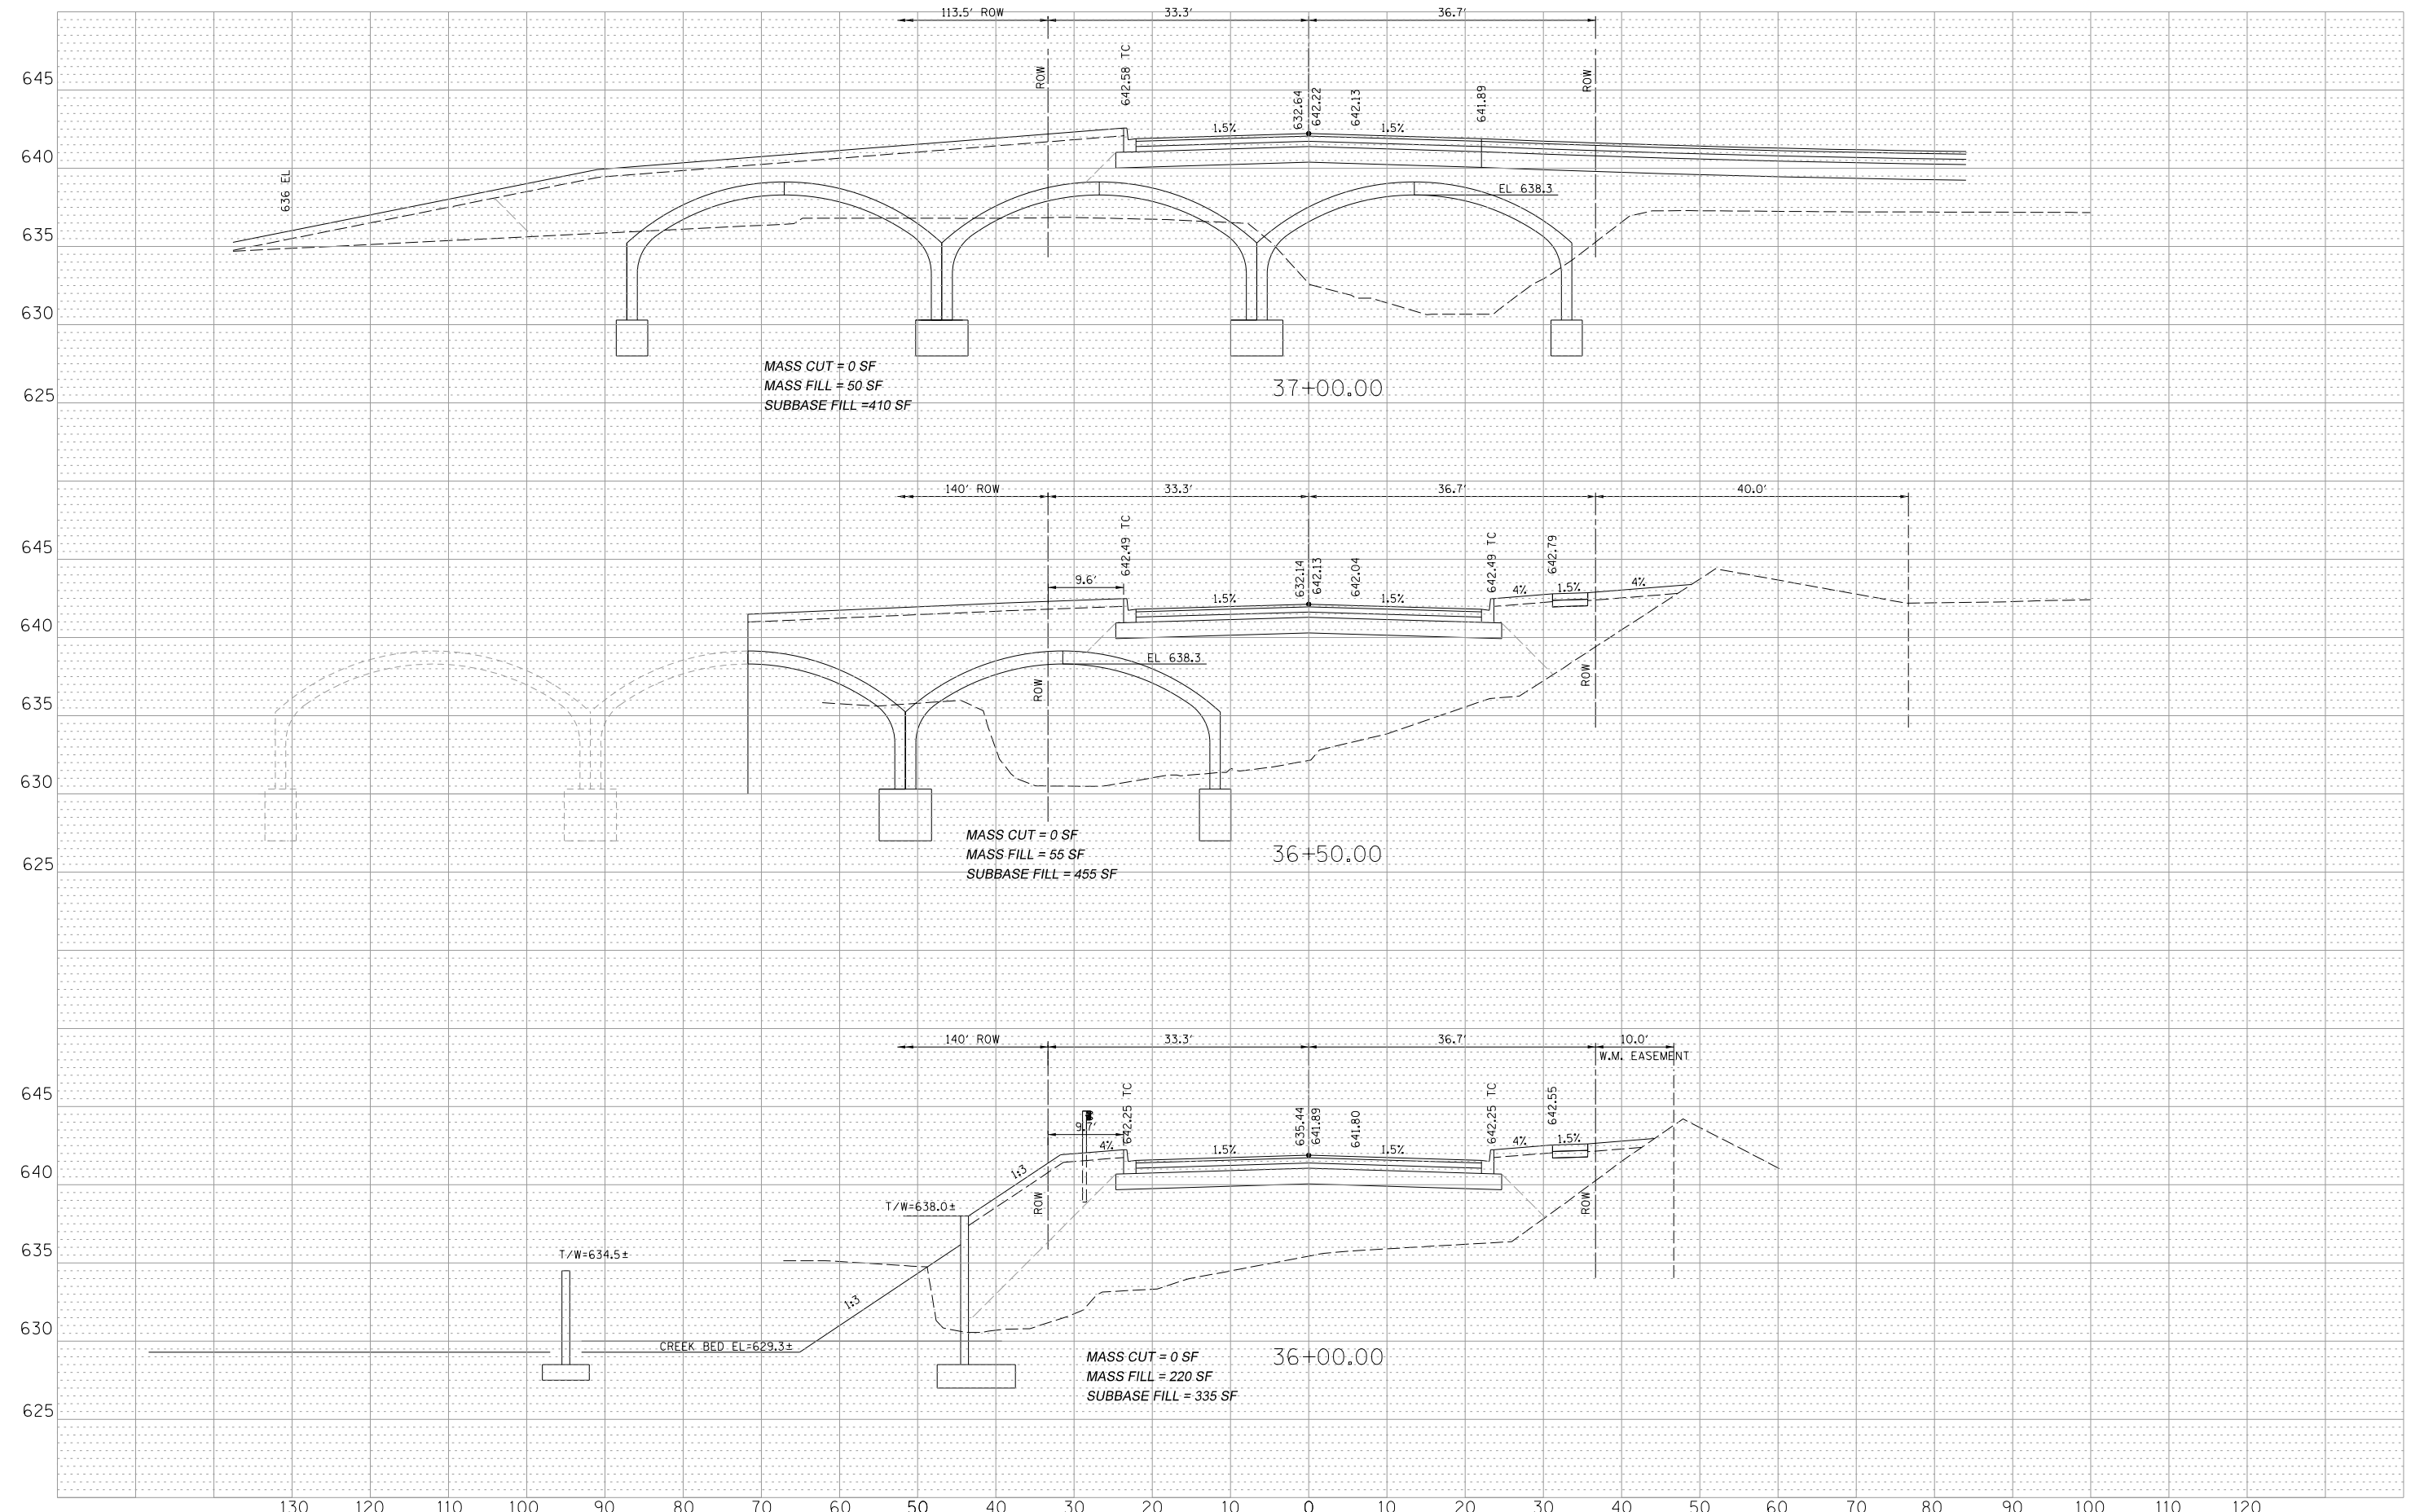 113.5' ROW 33.3' 36.7'
645
ROW
642.58 TC
632.64
642.22
642.13
641.89
ROW
1.5% 1.5%
640
636 EL
EL 638.3
635
630
MASS CUT = 0 SF
MASS FILL = 50 SF
SUBBASE FILL =410 SF
37+00.00
625
140' ROW 33.3' 36.7' 40.0'
645
642.49 TC
632.14
642.13
642.04
642.49 TC
642.79
9.6'
1.5% 1.5% 4% 1.5% 4%
640
EL 638.3
ROW
ROW
635
630
MASS CUT = 0 SF
MASS FILL = 55 SF
SUBBASE FILL = 455 SF
36+50.00
625
140' ROW 33.3' 36.7' 10.0'
W.M. EASEMENT
645
642.25 TC
635.44
641.89
641.80
642.25 TC
642.55
9.7'
4% 1.5% 1.5% 4% 1.5%
1:3
640
T/W=638.0±
ROW
ROW
635
T/W=634.5±
1:3
630
CREEK BED EL=629.3±
MASS CUT = 0 SF
MASS FILL = 220 SF
SUBBASE FILL = 335 SF
36+00.00
625
130 120 110 100 90 80 70 60 50 40 30 20 10 0 10 20 30 40 50 60 70 80 90 100 110 120